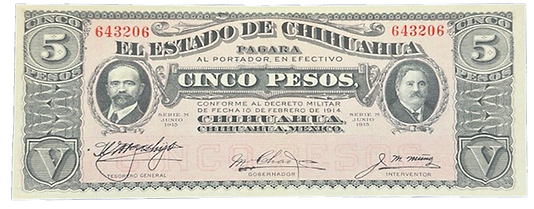 CINCO 5 PESOS
643206 643206
CINCO 5 PESOS
EL ESTADO DE CHIHUAHUA
PAGARA
AL PORTADOR, EN EFECTIVO
CINCO PESOS
CONFORME AL DECRETO MILITAR
DE FECHA 10 DE FEBRERO DE 1914.
CHIHUAHUA,
CHIHUAHUA, MEXICO.
SERIE M
JUNIO
1915
SERIE M
JUNIO
1915
V V
TESORERO GENERAL
GOBERNADOR
INTERVENTOR